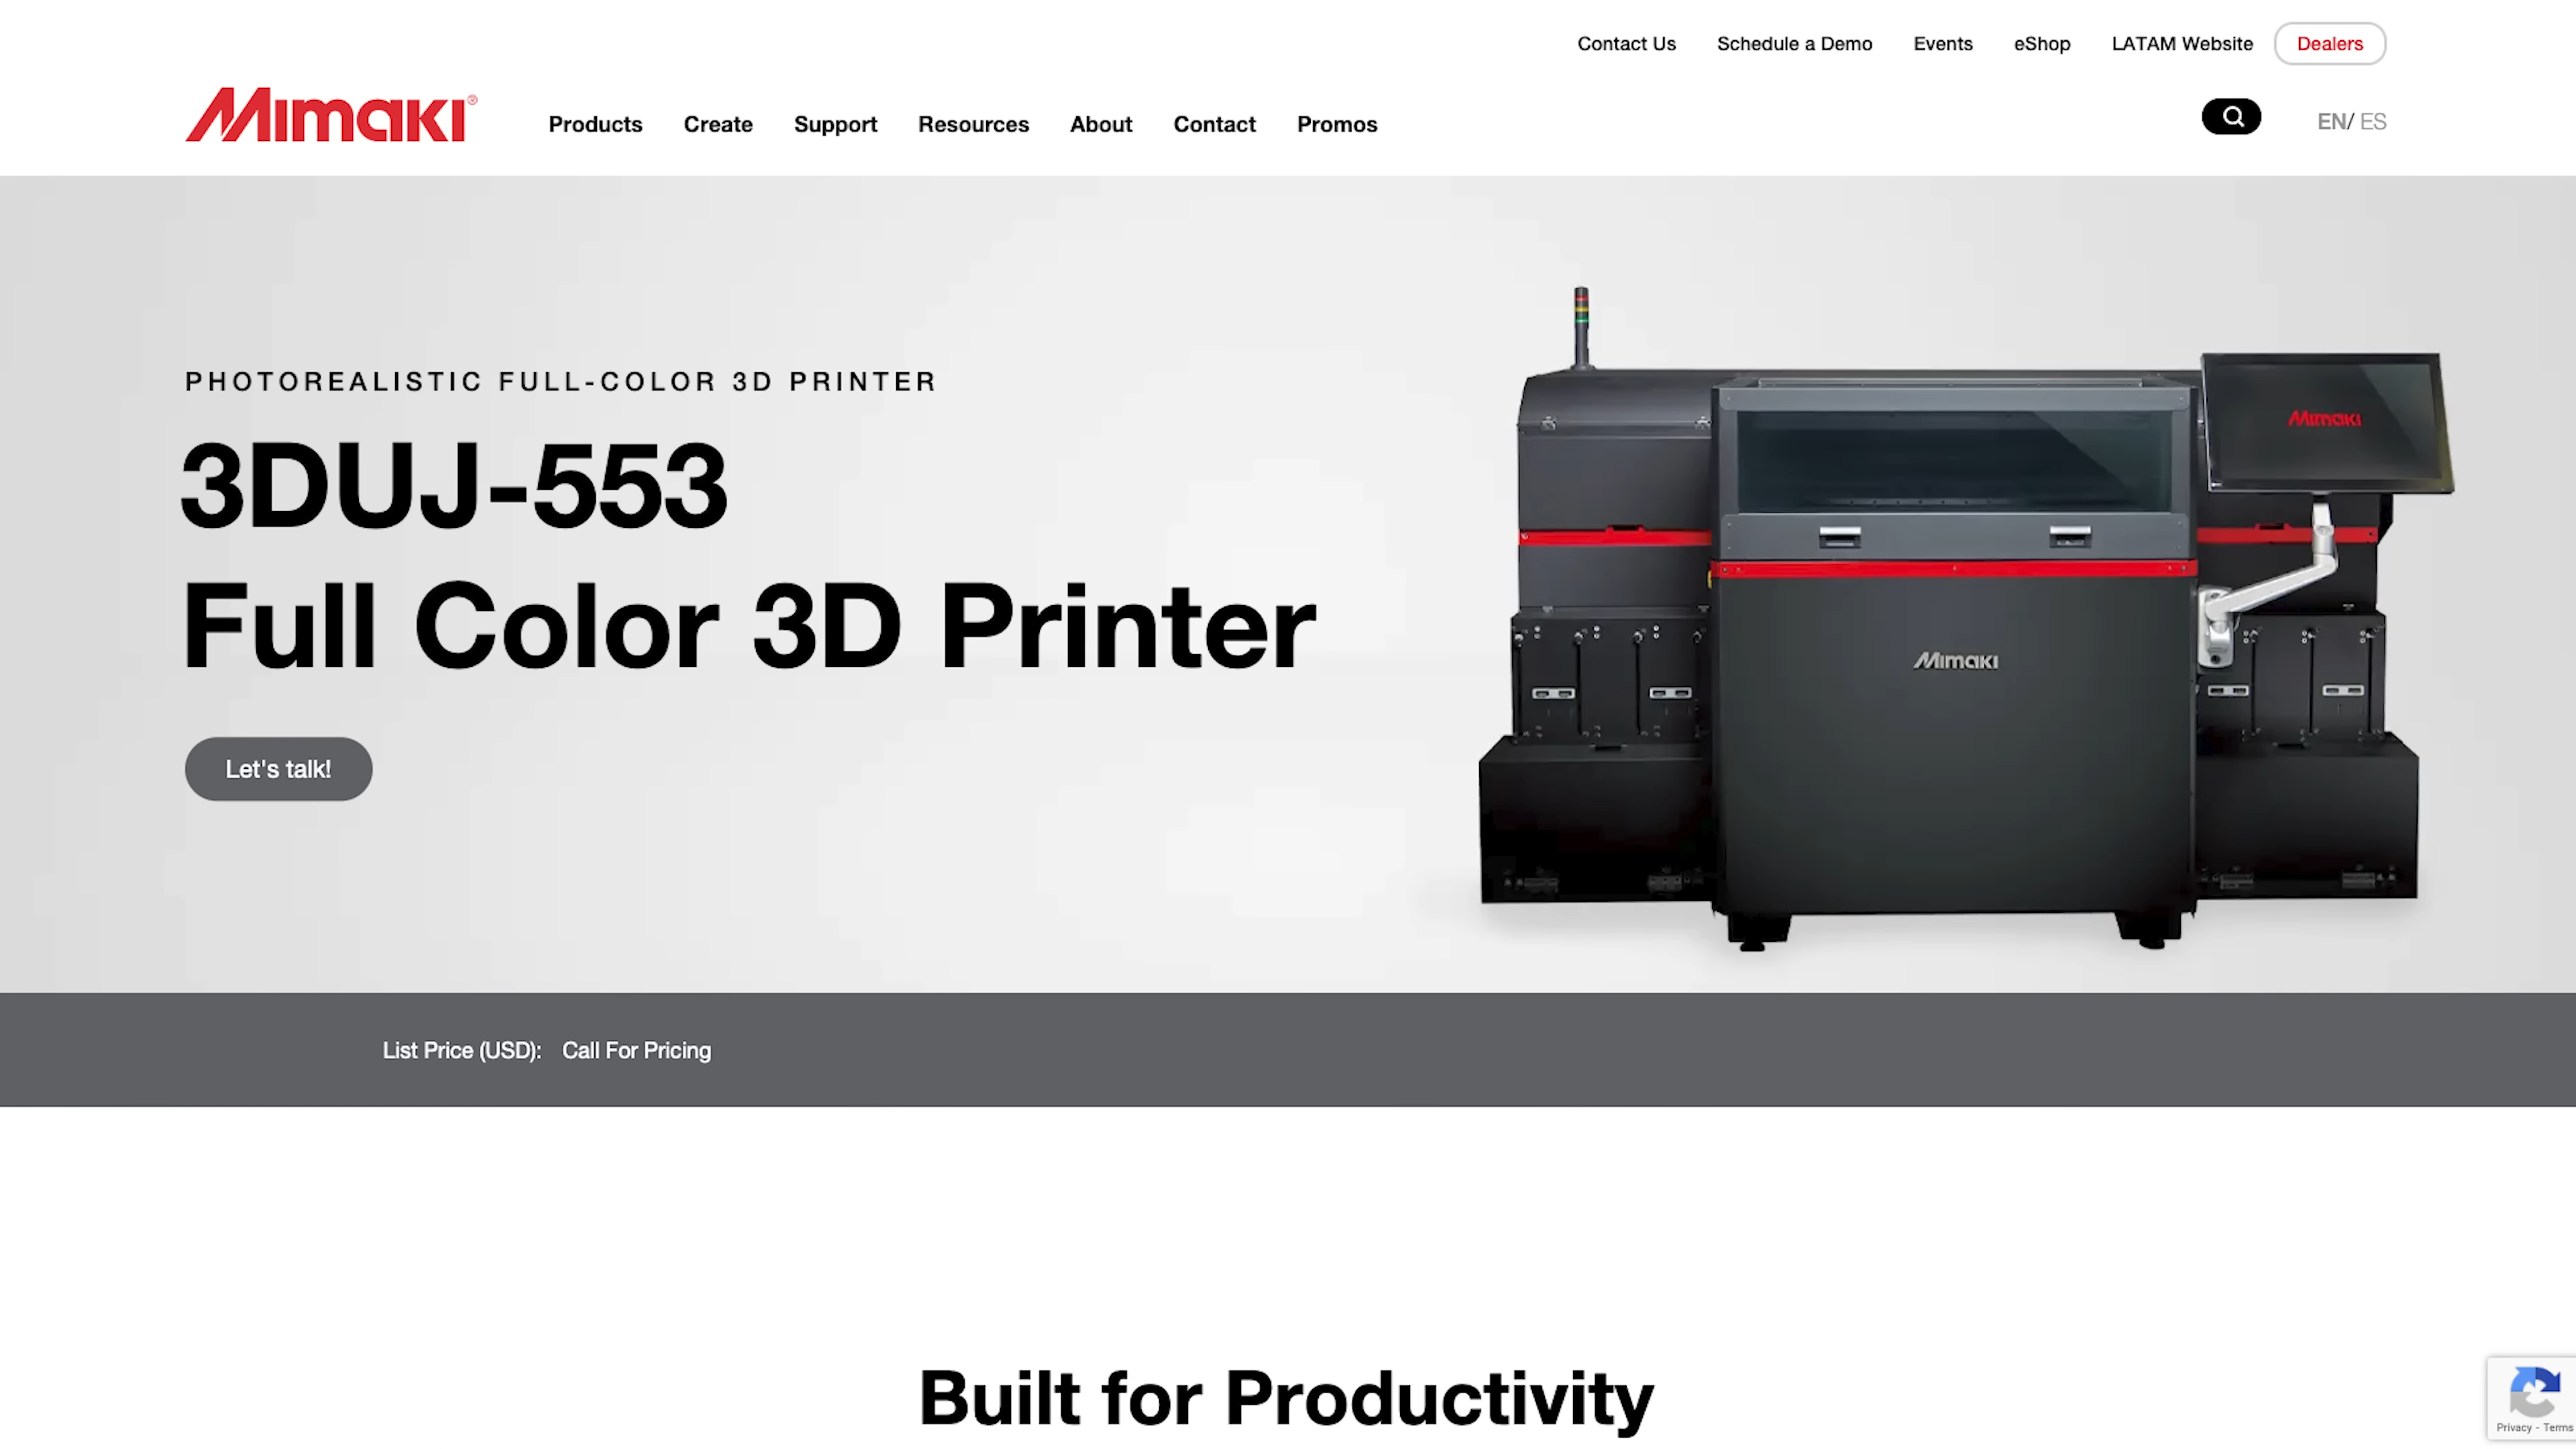 Contact Us Schedule a Demo Events eShop LATAM Website Dealers
Mimaki® Products Create Support Resources About Contact Promos EN/ ES
PHOTOREALISTIC FULL-COLOR 3D PRINTER
3DUJ-553
Full Color 3D Printer
Let's talk!
Mimaki
Mimaki
List Price (USD): Call For Pricing
Built for Productivity
Privacy - Terms